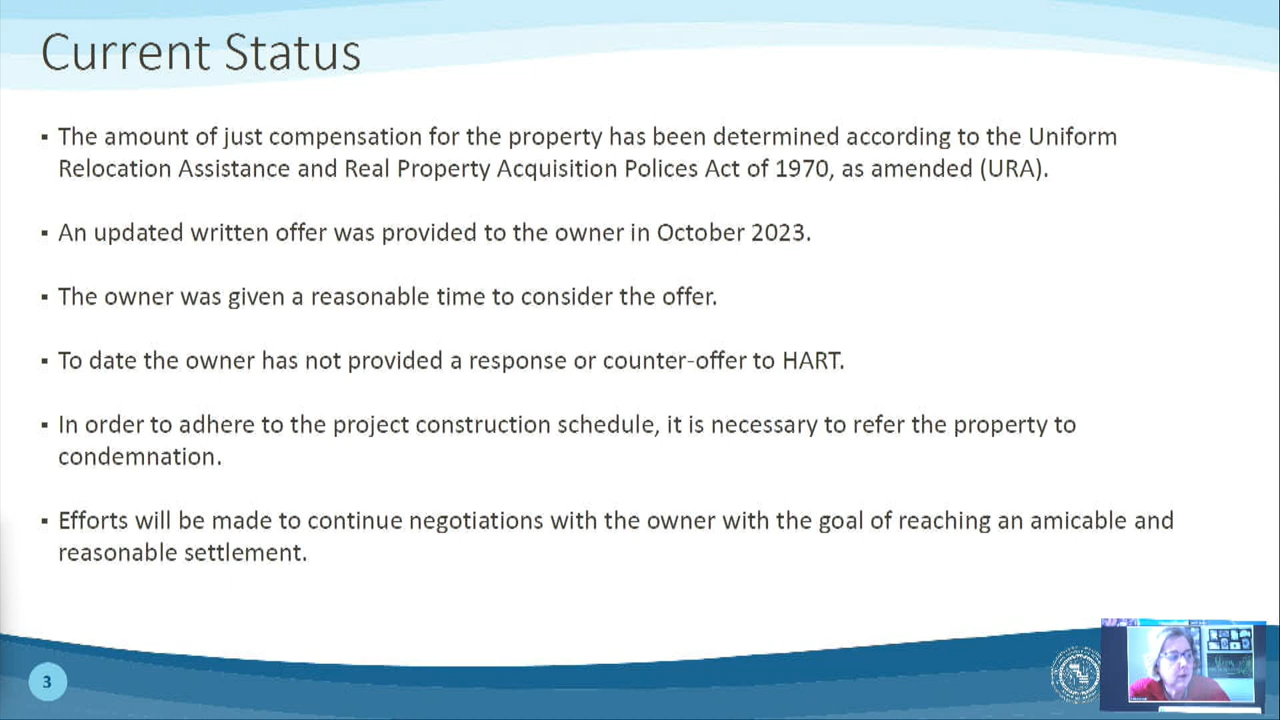 Current Status
▪ The amount of just compensation for the property has been determined according to the Uniform
Relocation Assistance and Real Property Acquisition Polices Act of 1970, as amended (URA).
▪ An updated written offer was provided to the owner in October 2023.
▪ The owner was given a reasonable time to consider the offer.
▪ To date the owner has not provided a response or counter-offer to HART.
▪ In order to adhere to the project construction schedule, it is necessary to refer the property to
condemnation.
▪ Efforts will be made to continue negotiations with the owner with the goal of reaching an amicable and
reasonable settlement.
3